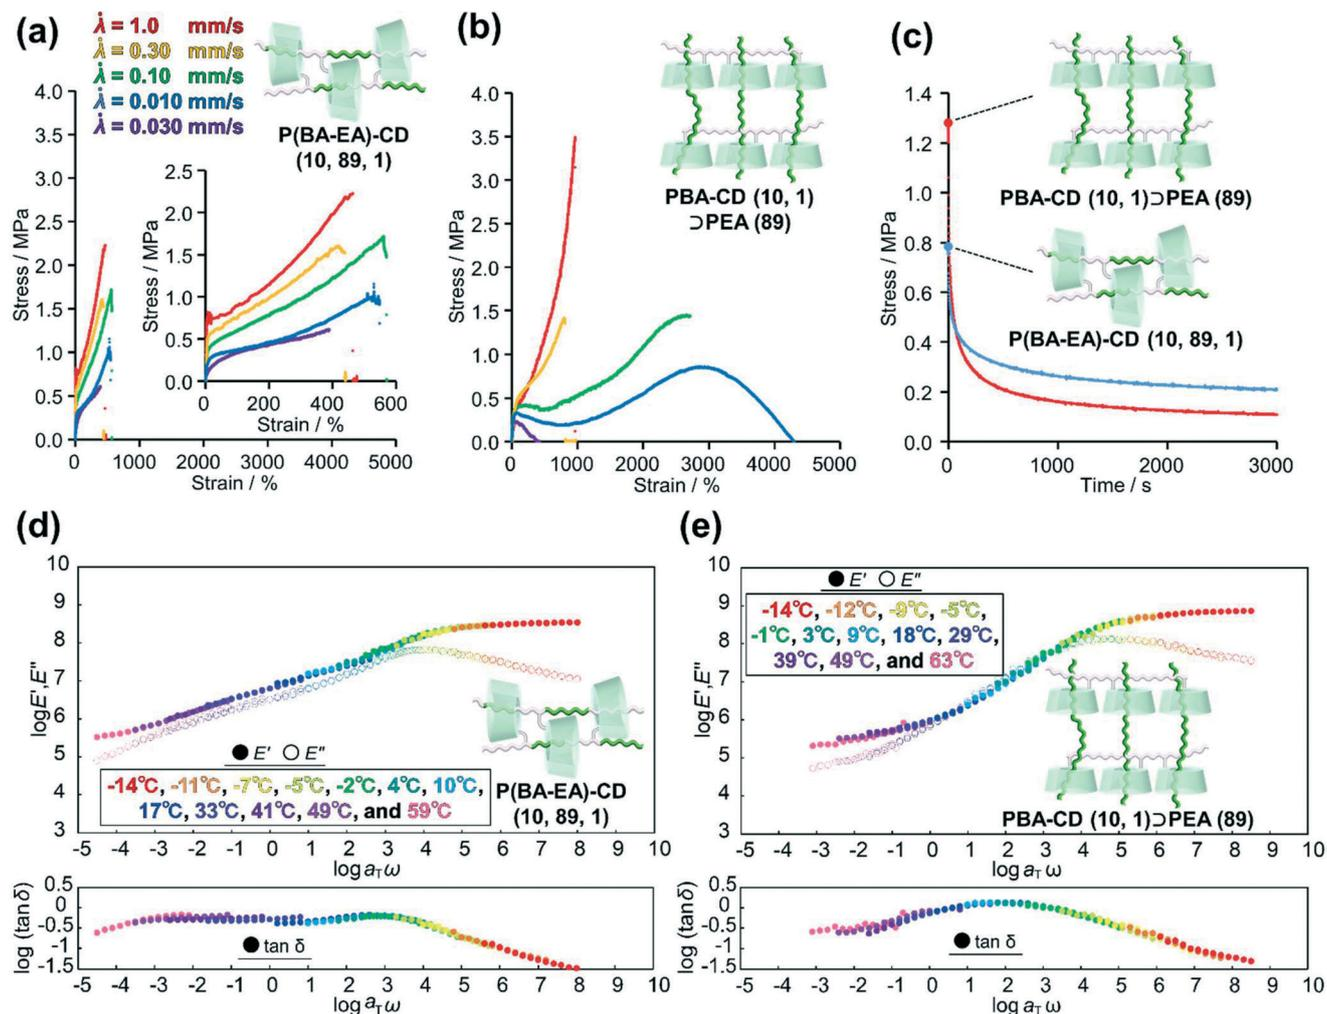 (a)
λ̇ = 1.0 mm/s
λ̇ = 0.30 mm/s
λ̇ = 0.10 mm/s
λ̇ = 0.010 mm/s
λ̇ = 0.030 mm/s
P(BA-EA)-CD
(10, 89, 1)
Stress / MPa
4.0
3.5
3.0
2.5
2.0
1.5
1.0
0.5
0.0
0 1000 2000 3000 4000 5000
Strain / %
Stress / MPa
2.5
2.0
1.5
1.0
0.5
0.0
0 200 400 600
Strain / %
(b)
PBA-CD (10, 1)
⊃PEA (89)
Stress / MPa
4.0
3.5
3.0
2.5
2.0
1.5
1.0
0.5
0.0
0 1000 2000 3000 4000 5000
Strain / %
(c)
PBA-CD (10, 1)⊃PEA (89)
P(BA-EA)-CD (10, 89, 1)
Stress / MPa
1.4
1.2
1.0
0.8
0.6
0.4
0.2
0.0
0 1000 2000 3000
Time / s
(d)
logE',E''
10
9
8
7
6
5
4
3
E' E''
-14℃, -11℃, -7℃, -5℃, -2℃, 4℃, 10℃,
17℃, 33℃, 41℃, 49℃, and 59℃
P(BA-EA)-CD
(10, 89, 1)
-5 -4 -3 -2 -1 0 1 2 3 4 5 6 7 8 9 10
log aTω
log (tan δ)
0.5
0
-0.5
-1
-1.5
tan δ
-5 -4 -3 -2 -1 0 1 2 3 4 5 6 7 8 9 10
log aTω
(e)
logE',E''
10
9
8
7
6
5
4
3
E' E''
-14℃, -12℃, -9℃, -5℃,
-1℃, 3℃, 9℃, 18℃, 29℃,
39℃, 49℃, and 63℃
PBA-CD (10, 1)⊃PEA (89)
-5 -4 -3 -2 -1 0 1 2 3 4 5 6 7 8 9 10
log aTω
log (tan δ)
0.5
0
-0.5
-1
-1.5
tan δ
-5 -4 -3 -2 -1 0 1 2 3 4 5 6 7 8 9 10
log aTω